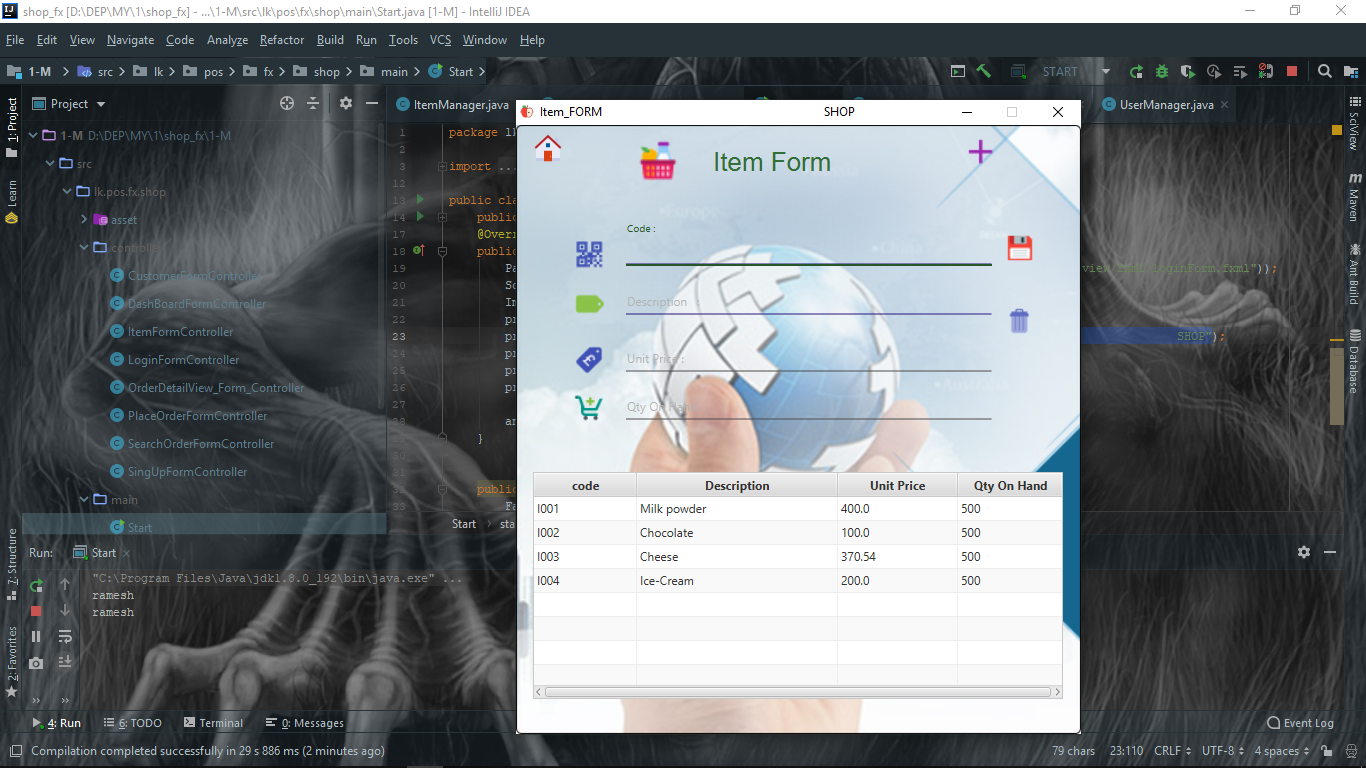 shop_fx [D:\DEP\MY\1\shop_fx] - ...\1-M\src\lk\pos\fx\shop\main\Start.java [1-M] - IntelliJ IDEA
File Edit View Navigate Code Analyze Refactor Build Run Tools VCS Window Help
1-M src lk pos fx shop main Start START
1: Project
Learn
Z: Structure
2: Favorites
Project
1-M D:\DEP\MY\1\shop_fx\1-M
src
lk.pos.fx.shop
asset
controller
CustomerFormController
DashBoardFormController
ItemFormController
LoginFormController
OrderDetailView_Form_Controller
PlaceOrderFormController
SearchOrderFormController
SingUpFormController
main
Start
ItemManager.java UserManager.java
1 package
2
3 import ...
12
13 public cla
14 public
17 @Overr
18 public
19 Pa
20 Sc
21 In
22 pr
23 pr SHOP");
24 pr
25 pr
26 pr
27
28 an
}
public
33 Fa
Start sta
Item_FORM SHOP
Item Form
Code :
Description :
Unit Price :
Qty On Hand
code Description Unit Price Qty On Hand
I001 Milk powder 400.0 500
I002 Chocolate 100.0 500
I003 Cheese 370.54 500
I004 Ice-Cream 200.0 500
SciView
Maven
Ant Build
Database
Run: Start
"C:\Program Files\Java\jdk1.8.0_192\bin\java.exe" ...
ramesh
ramesh
4: Run 6: TODO Terminal 0: Messages Event Log
Compilation completed successfully in 29 s 886 ms (2 minutes ago) 79 chars 23:110 CRLF UTF-8 4 spaces